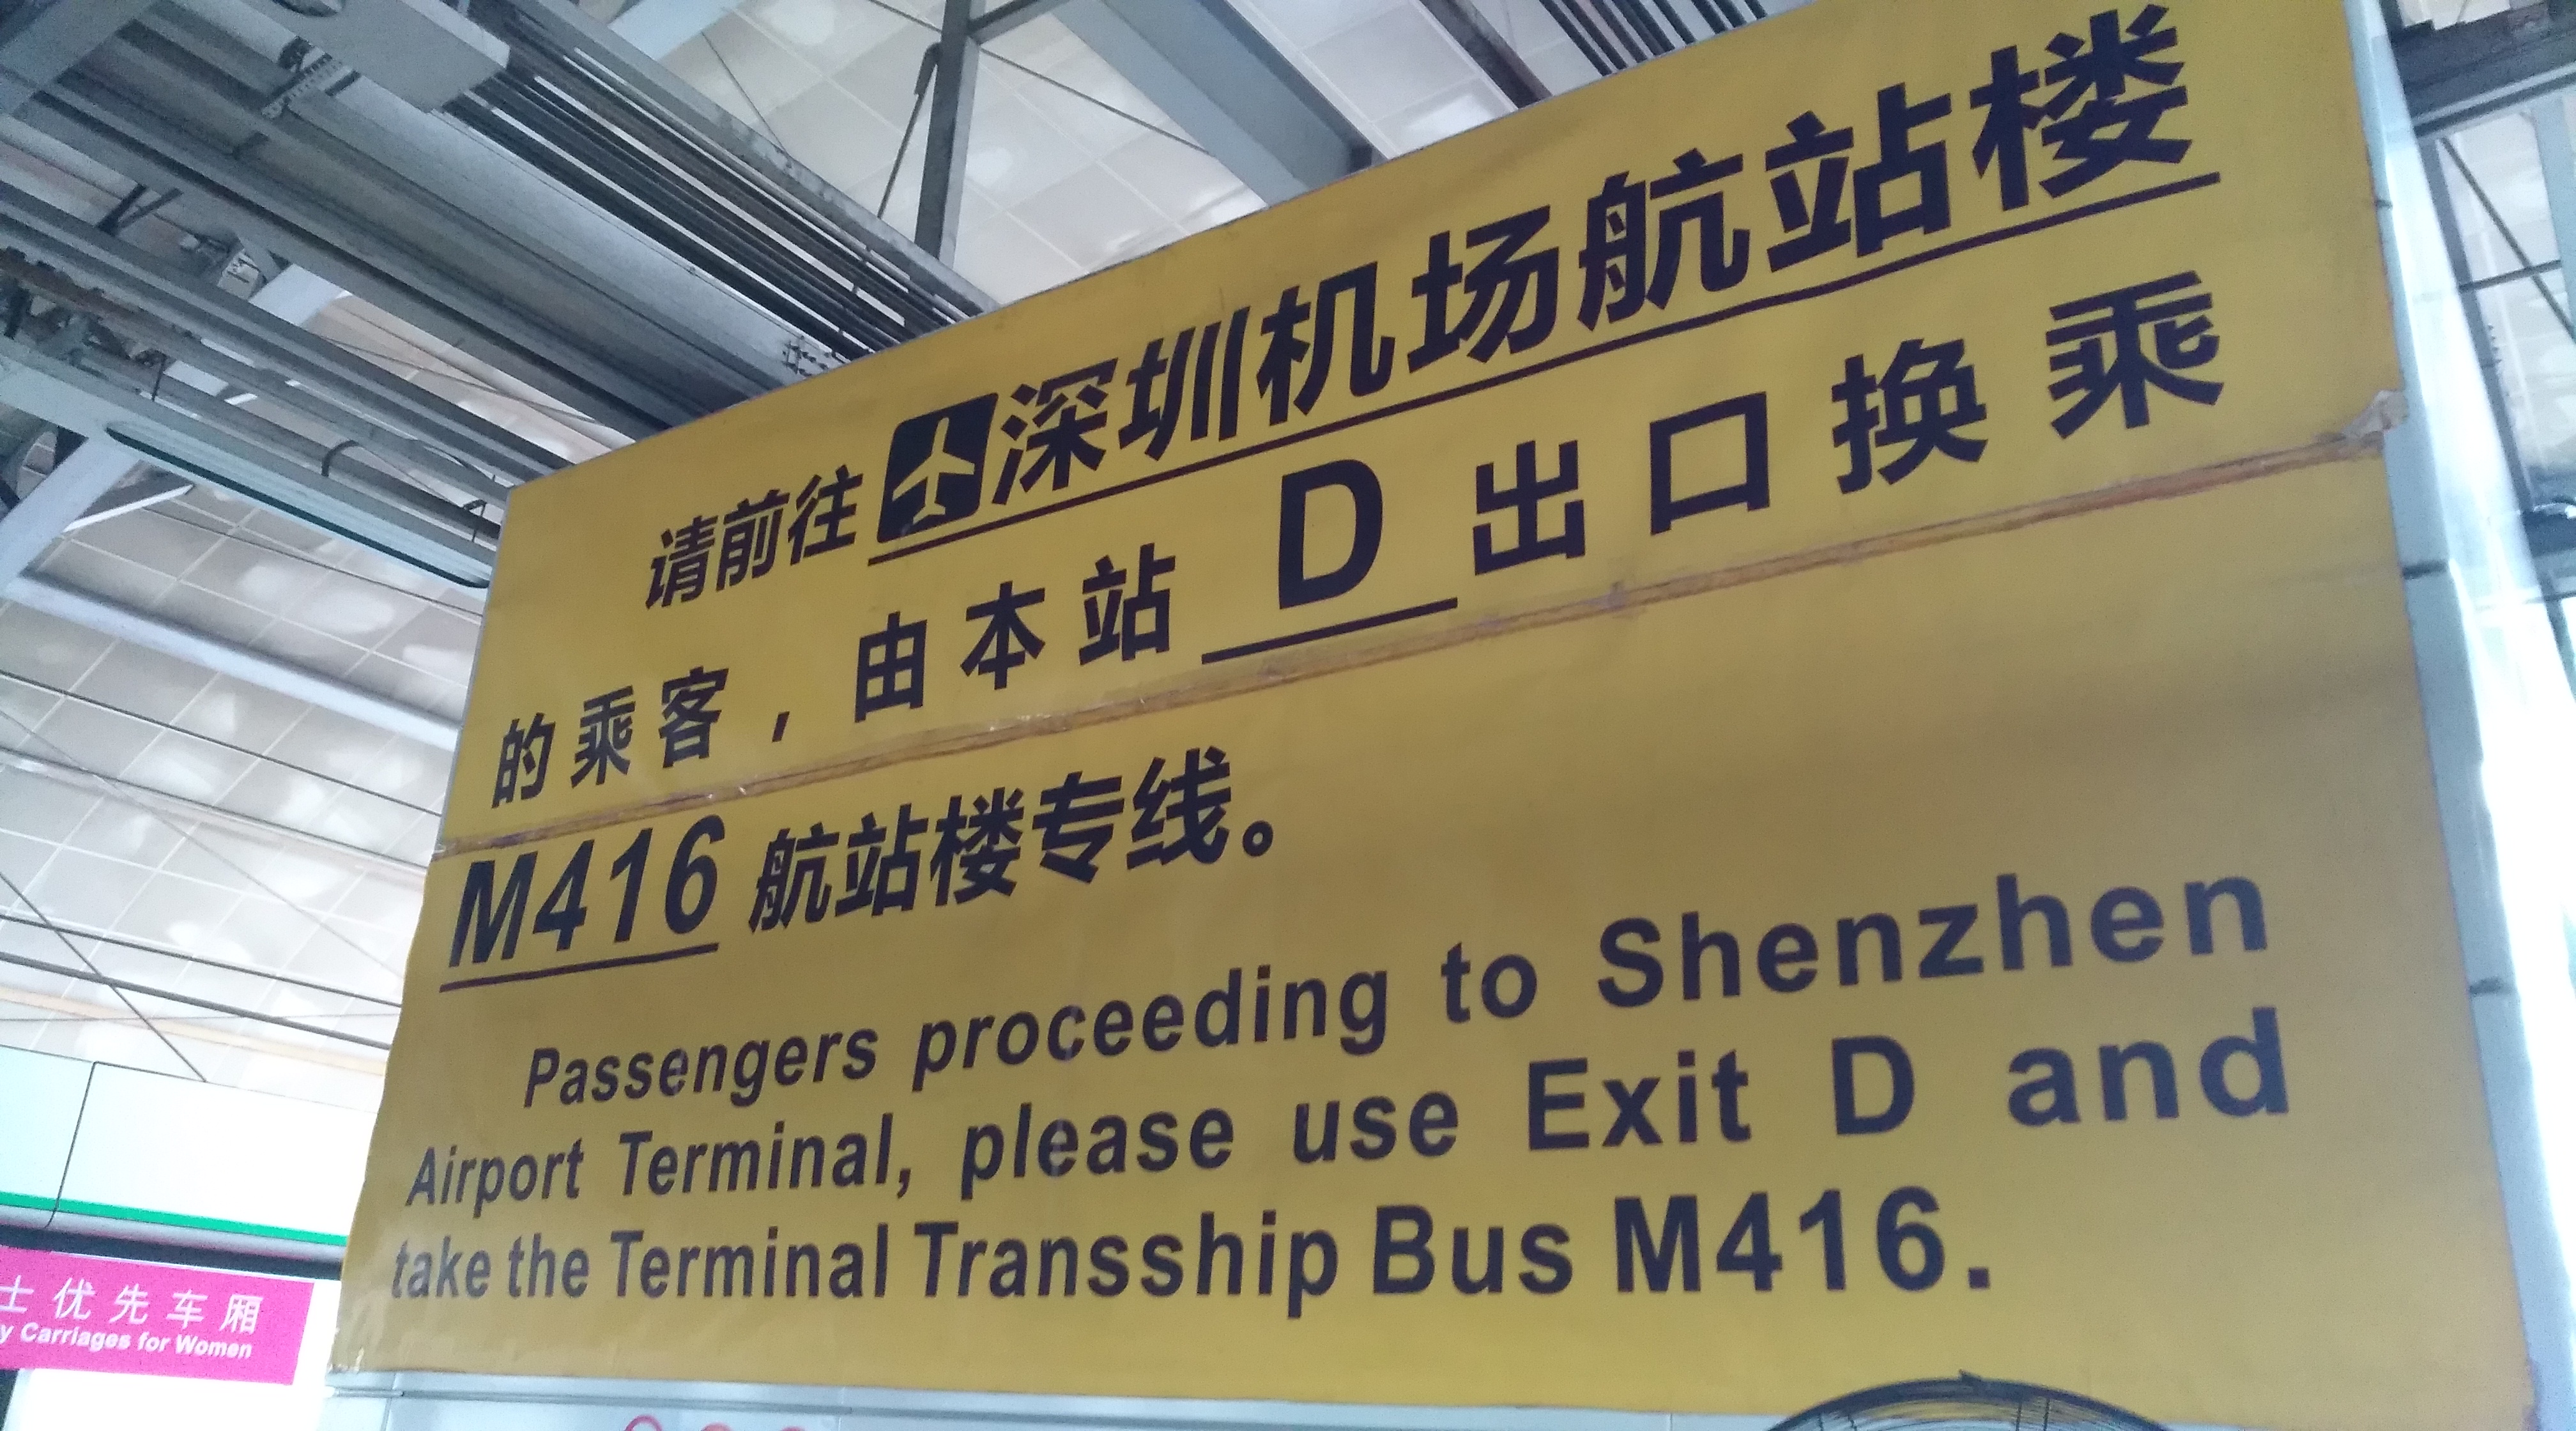 请前往深圳机场航站楼
的乘客，由本站 D 出口换乘
M416 航站楼专线。
Passengers proceeding to Shenzhen
Airport Terminal, please use Exit D and
take the Terminal Transship Bus M416.
士优先车厢
y Carriages for Women